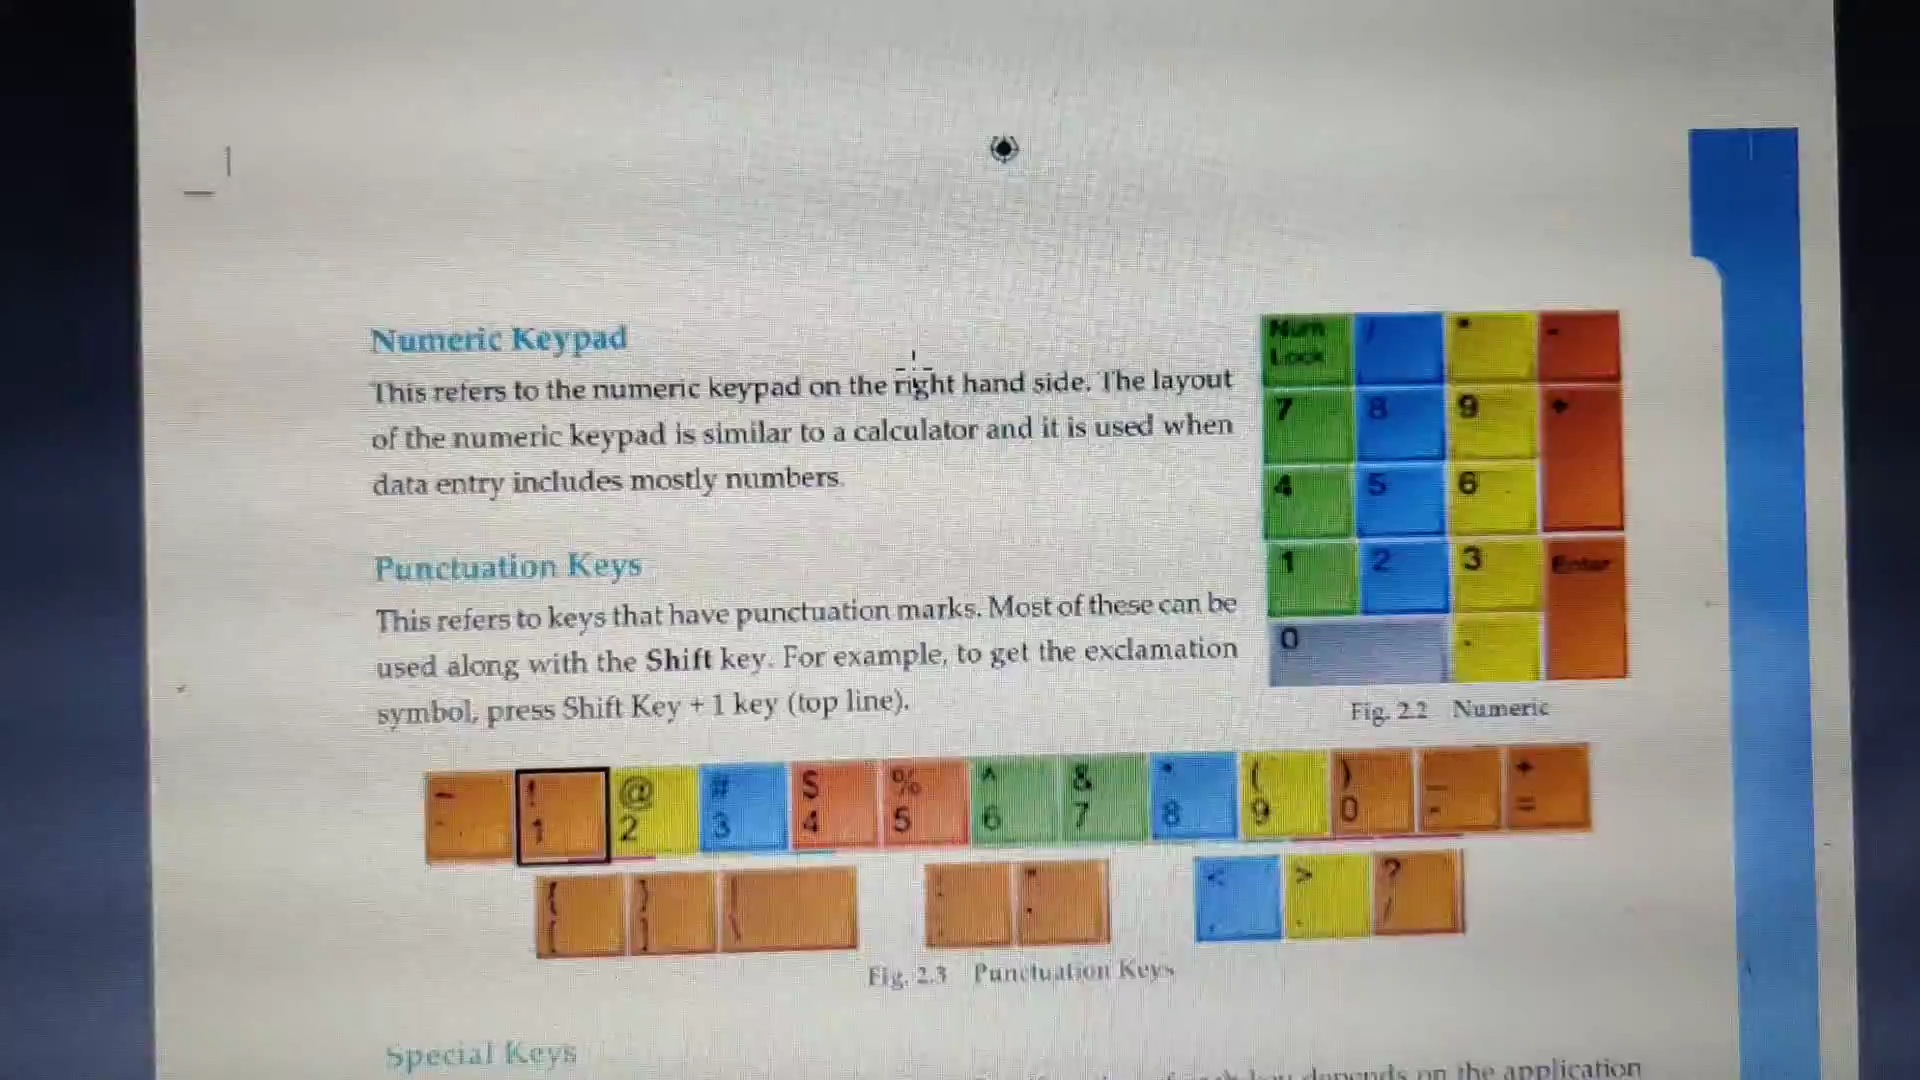 Numeric Keypad
This refers to the numeric keypad on the right hand side. The layout
of the numeric keypad is similar to a calculator and it is used when
data entry includes mostly numbers.
Num Lock / * -
7 8 9 +
4 5 6
1 2 3 Enter
0 .
Fig. 2.2 Numeric
Punctuation Keys
This refers to keys that have punctuation marks. Most of these can be
used along with the Shift key. For example, to get the exclamation
symbol, press Shift Key + 1 key (top line).
! @ # $ % ^ & * ( ) _ +
1 2 3 4 5 6 7 8 9 0 - =
{ } | : " < > ?
[ ] \ , . /
Fig. 2.3 Punctuation Keys
Special Keys
depends on the application